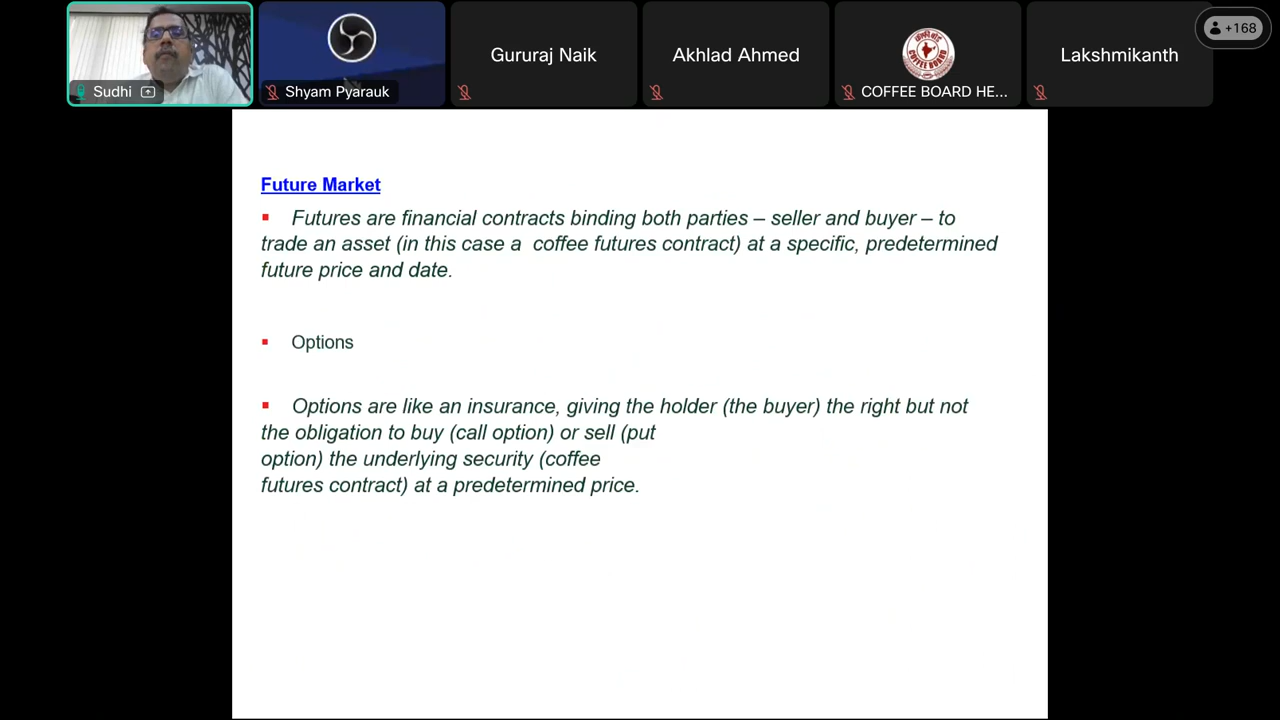 +168
Sudhi
Shyam Pyarauk
Gururaj Naik
Akhlad Ahmed
COFFEE BOARD
COFFEE BOARD HE...
Lakshmikanth
Future Market
▪ Futures are financial contracts binding both parties – seller and buyer – to
trade an asset (in this case a coffee futures contract) at a specific, predetermined
future price and date.
▪ Options
▪ Options are like an insurance, giving the holder (the buyer) the right but not
the obligation to buy (call option) or sell (put
option) the underlying security (coffee
futures contract) at a predetermined price.